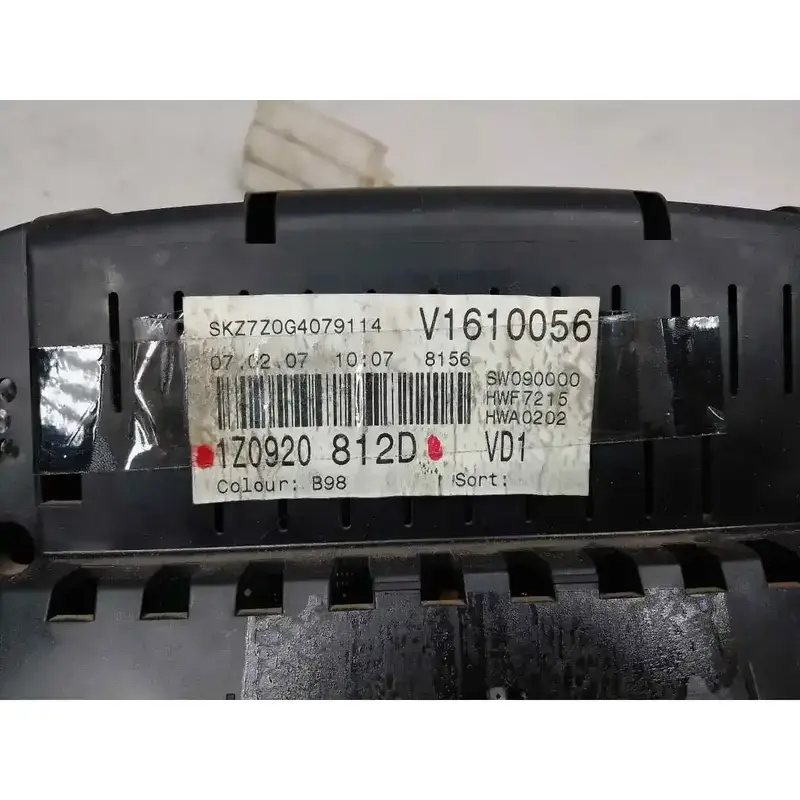 SKZ7Z0G4079114 V1610056
07.02.07 10:07 8156
SW090000
HWF7215
HWA0202
1Z0920 812D VD1
Colour: B98 Sort: